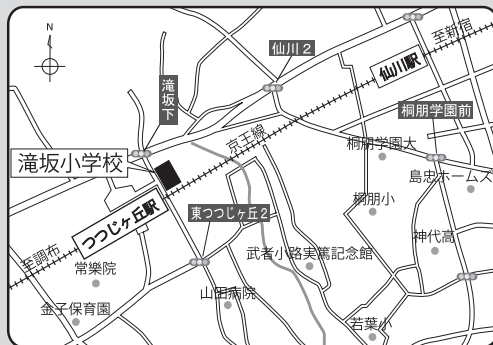 N
至新宿
仙川2
仙川駅
滝坂下
桐朋学園前
京王線
桐朋学園大
滝坂小学校
島忠ホームズ
桐朋小
つつじヶ丘駅
東つつじヶ丘2
神代高
至調布
武者小路実篤記念館
常樂院
山田病院
金子保育園
若葉小